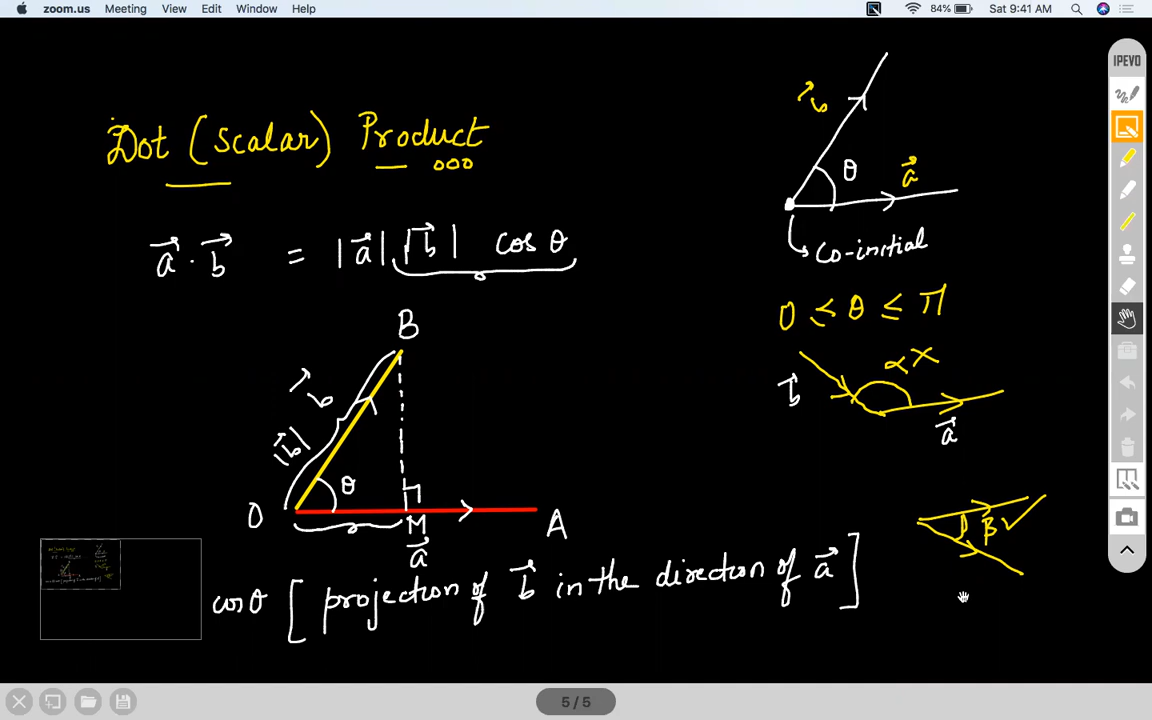 zoom.us Meeting View Edit Window Help
84% Sat 9:41 AM
IPEVO
Dot (Scalar) Product
b⃗
θ
a⃗
Co-initial
a⃗ · b⃗ = |a⃗| |b⃗| cos θ
0 ≤ θ ≤ π
B
α ×
b⃗
a⃗
b⃗
|b⃗|
θ
O
M
A
a⃗
β ✓
cosθ [ projection of b⃗ in the direction of a⃗ ]
5 / 5